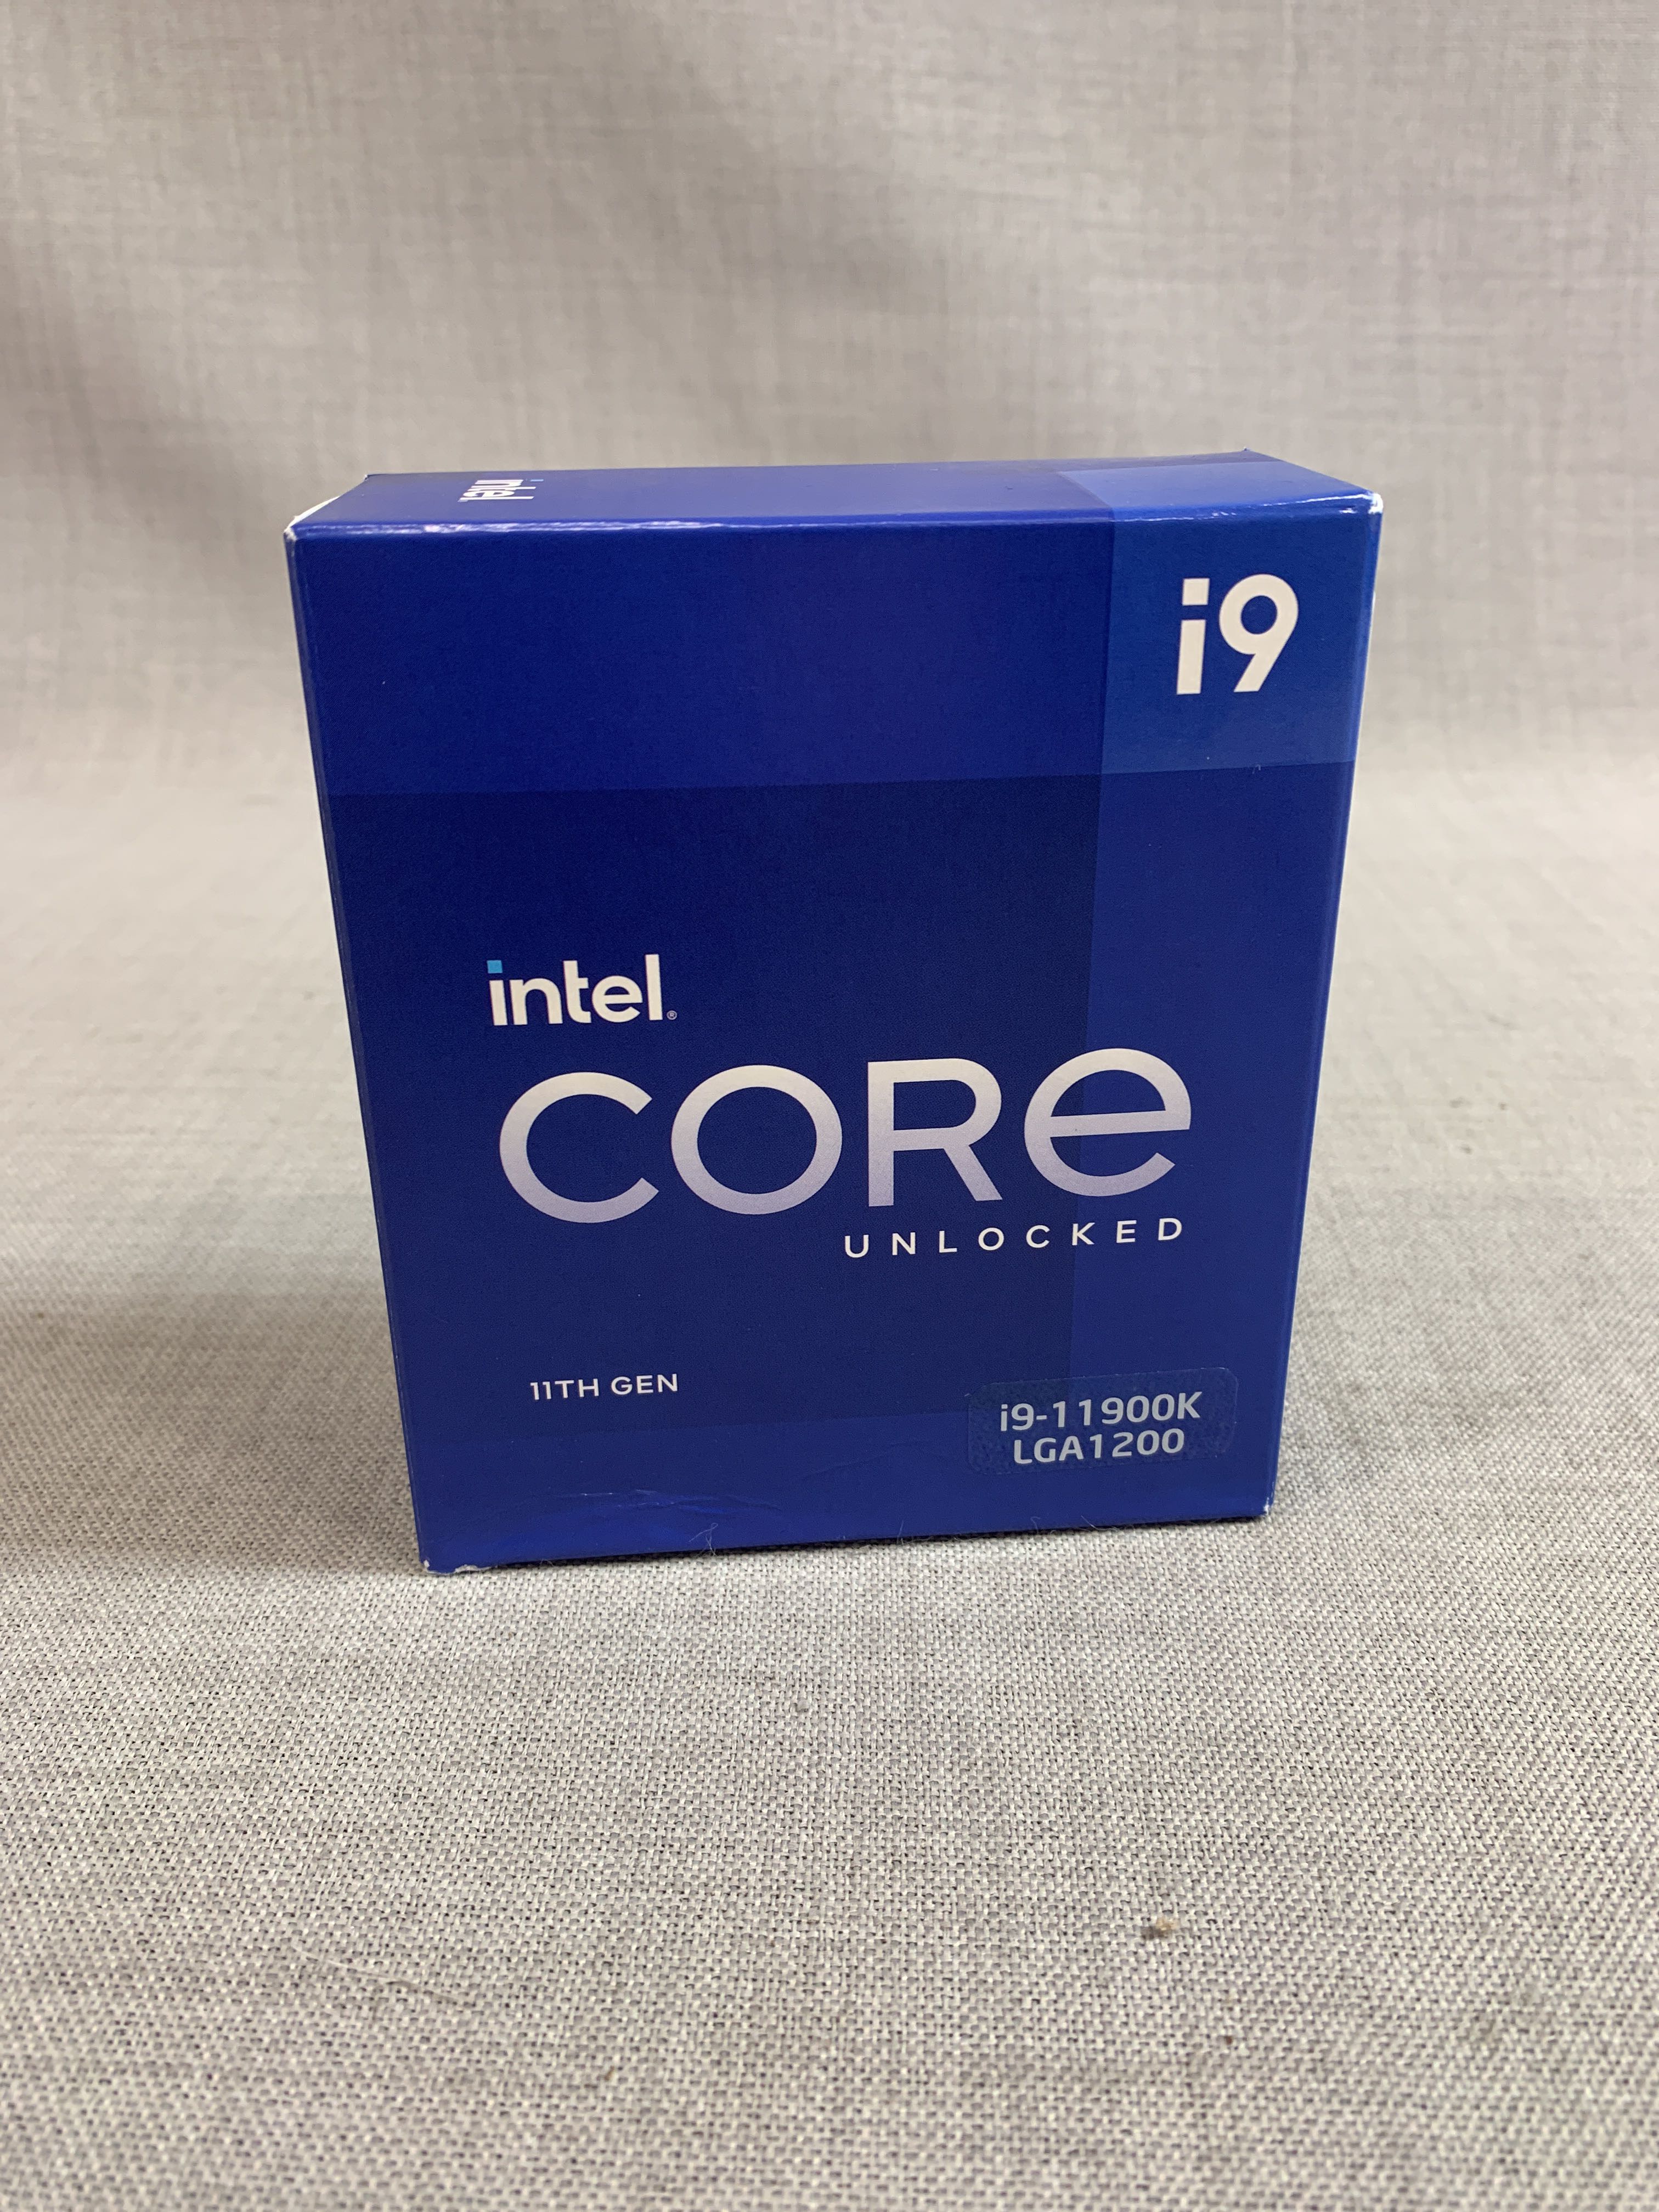 intel
i9
intel®
CORE
UNLOCKED
11TH GEN
i9-11900K
LGA1200